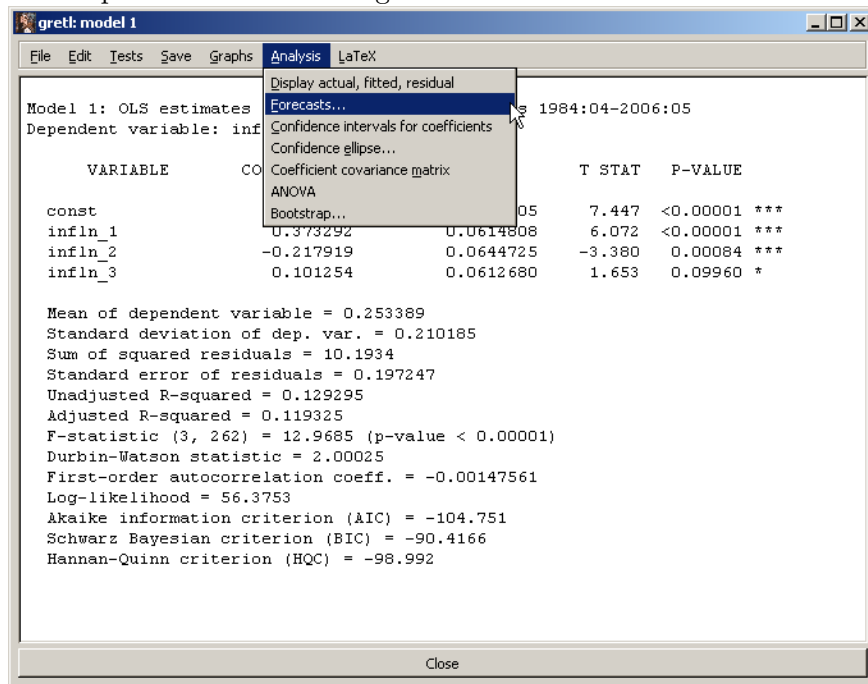 gretl: model 1
File Edit Tests Save Graphs Analysis LaTeX
Display actual, fitted, residual
Forecasts...
Confidence intervals for coefficients
Confidence ellipse...
Coefficient covariance matrix
ANOVA
Bootstrap...
Model 1: OLS estimates s 1984:04-2006:05
Dependent variable: inf
VARIABLE CO T STAT P-VALUE
const 05 7.447 <0.00001 ***
infln_1 0.373292 0.0614808 6.072 <0.00001 ***
infln_2 -0.217919 0.0644725 -3.380 0.00084 ***
infln_3 0.101254 0.0612680 1.653 0.09960 *
Mean of dependent variable = 0.253389
Standard deviation of dep. var. = 0.210185
Sum of squared residuals = 10.1934
Standard error of residuals = 0.197247
Unadjusted R-squared = 0.129295
Adjusted R-squared = 0.119325
F-statistic (3, 262) = 12.9685 (p-value < 0.00001)
Durbin-Watson statistic = 2.00025
First-order autocorrelation coeff. = -0.00147561
Log-likelihood = 56.3753
Akaike information criterion (AIC) = -104.751
Schwarz Bayesian criterion (BIC) = -90.4166
Hannan-Quinn criterion (HQC) = -98.992
Close